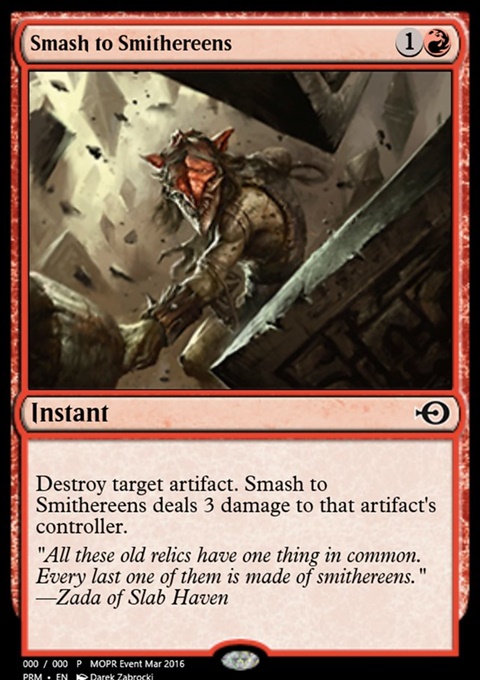 Smash to Smithereens 1
Instant
Destroy target artifact. Smash to
Smithereens deals 3 damage to that artifact's
controller.
"All these old relics have one thing in common.
Every last one of them is made of smithereens."
—Zada of Slab Haven
000 / 000 P MOPR Event Mar 2016
PRM • EN Darek Zabrocki